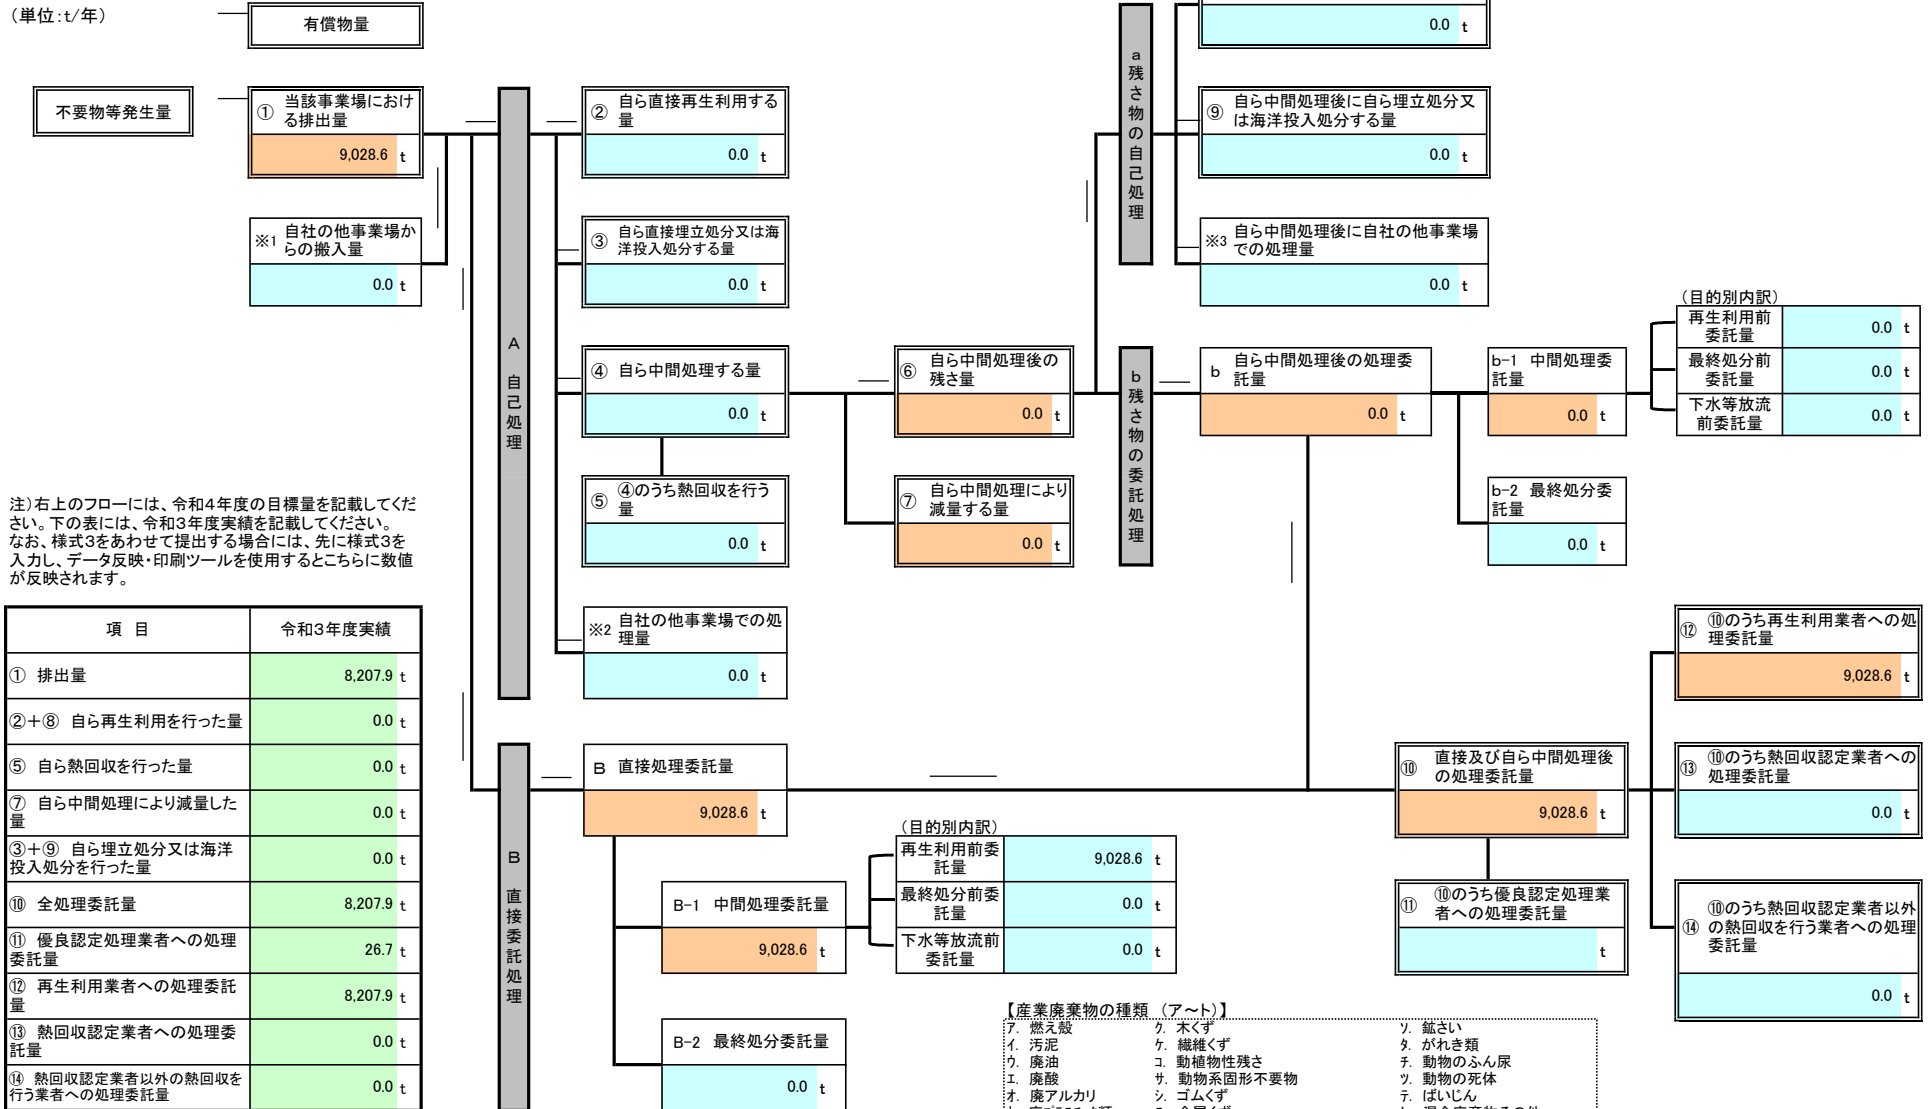 (単位:t/年)
有償物量
不要物等発生量
① 当該事業場におけ
る排出量
9,028.6 t
※1 自社の他事業場か
らの搬入量
0.0 t
A 自己処理
② 自ら直接再生利用する
量
0.0 t
③ 自ら直接埋立処分又は海
洋投入処分する量
0.0 t
④ 自ら中間処理する量
0.0 t
⑤ ④のうち熱回収を行う
量
0.0 t
※2 自社の他事業場での処
理量
0.0 t
⑥ 自ら中間処理後の
残さ量
0.0 t
⑦ 自ら中間処理により
減量する量
0.0 t
a 残さ物の自己処理
0.0 t
⑨ 自ら中間処理後に自ら埋立処分又
は海洋投入処分する量
0.0 t
※3 自ら中間処理後に自社の他事業場
での処理量
0.0 t
b 残さ物の委託処理
b 自ら中間処理後の処理委
託量
0.0 t
b-1 中間処理委
託量
0.0 t
(目的別内訳)
再生利用前
委託量
0.0 t
最終処分前
委託量
0.0 t
下水等放流
前委託量
0.0 t
b-2 最終処分委
託量
0.0 t
注)右上のフローには、令和4年度の目標量を記載してくだ
さい。下の表には、令和3年度実績を記載してください。
なお、様式3をあわせて提出する場合には、先に様式3を
入力し、データ反映・印刷ツールを使用するとこちらに数値
が反映されます。
項 目 令和3年度実績
① 排出量 8,207.9 t
②+⑧ 自ら再生利用を行った量 0.0 t
⑤ 自ら熱回収を行った量 0.0 t
⑦ 自ら中間処理により減量した
量 0.0 t
③+⑨ 自ら埋立処分又は海洋
投入処分を行った量 0.0 t
⑩ 全処理委託量 8,207.9 t
⑪ 優良認定処理業者への処理
委託量 26.7 t
⑫ 再生利用業者への処理委託
量 8,207.9 t
⑬ 熱回収認定業者への処理委
託量 0.0 t
⑭ 熱回収認定業者以外の熱回収を
行う業者への処理委託量 0.0 t
B 直接委託処理
B 直接処理委託量
9,028.6 t
B-1 中間処理委託量
9,028.6 t
(目的別内訳)
再生利用前委
託量
9,028.6 t
最終処分前委
託量
0.0 t
下水等放流前
委託量
0.0 t
B-2 最終処分委託量
0.0 t
⑩ 直接及び自ら中間処理後
の処理委託量
9,028.6 t
⑪ ⑩のうち優良認定処理業
者への処理委託量
t
⑫ ⑩のうち再生利用業者への処
理委託量
9,028.6 t
⑬ ⑩のうち熱回収認定業者への
処理委託量
0.0 t
⑭ ⑩のうち熱回収認定業者以外
の熱回収を行う業者への処理
委託量
0.0 t
【産業廃棄物の種類 (ア~ト)】
ア. 燃え殻 ク. 木くず ソ. 鉱さい
イ. 汚泥 ケ. 繊維くず タ. がれき類
ウ. 廃油 コ. 動植物性残さ チ. 動物のふん尿
エ. 廃酸 サ. 動物系固形不要物 ツ. 動物の死体
オ. 廃アルカリ シ. ゴムくず テ. ばいじん